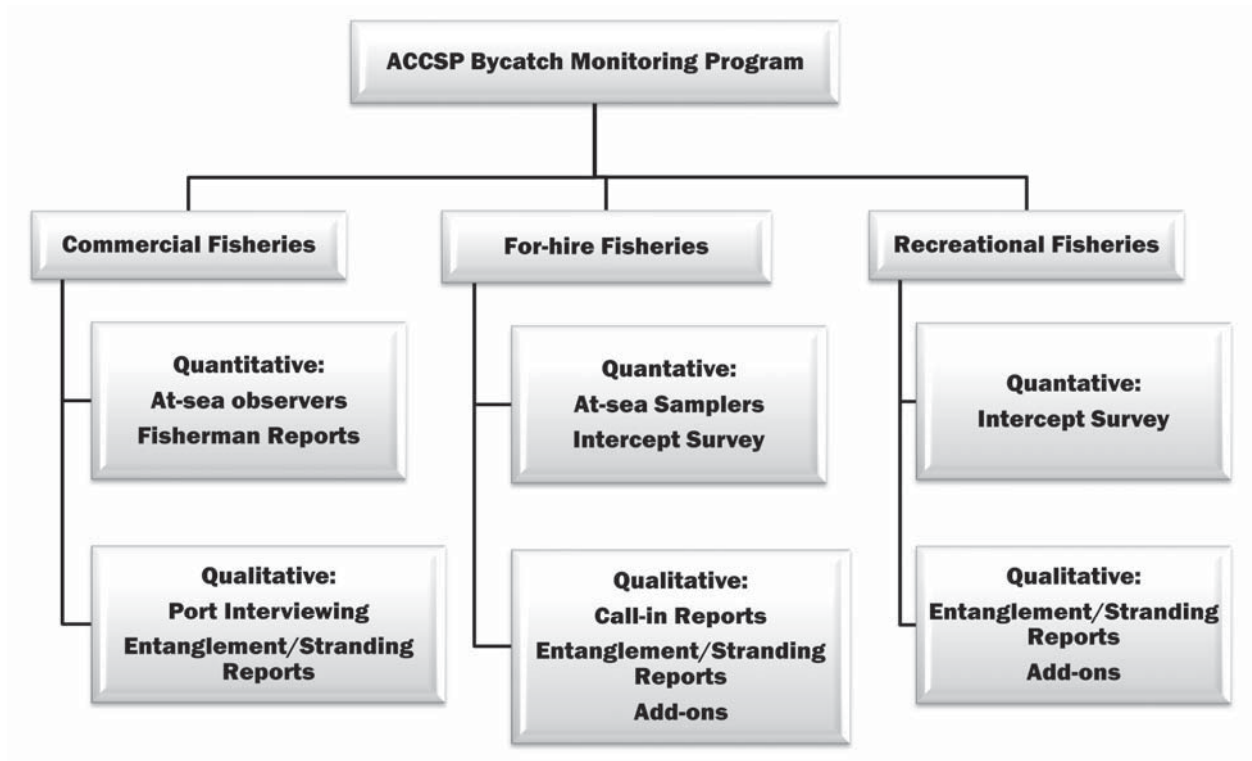 ACCSP Bycatch Monitoring Program
Commercial Fisheries
Quantitative:
At-sea observers
Fisherman Reports
Qualitative:
Port Interviewing
Entanglement/Stranding
Reports
For-hire Fisheries
Quantative:
At-sea Samplers
Intercept Survey
Qualitative:
Call-in Reports
Entanglement/Stranding
Reports
Add-ons
Recreational Fisheries
Quantative:
Intercept Survey
Qualitative:
Entanglement/Stranding
Reports
Add-ons